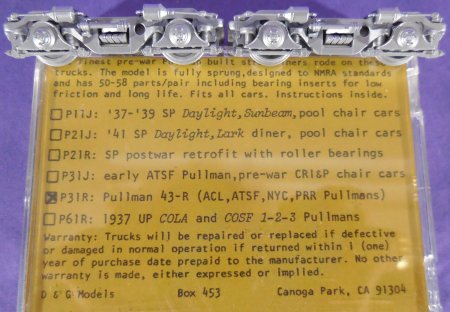 finest pre-war built rode on these
trucks. The model is fully sprung,designed to NMRA standards
and has 50-58 parts/pair including bearing inserts for low
friction and long life. Fits all cars. Instructions inside.
P11J: '37-'39 SP Daylight,Sunbeam,pool chair cars
P21J: '41 SP Daylight,Lark diner, pool chair cars
P21R: SP postwar retrofit with roller bearings
P31J: early ATSF Pullman,pre-war CRI&P chair cars
P31R: Pullman 43-R (ACL,ATSF,NYC,PRR Pullmans)
P61R: 1937 UP COLA and COSF 1-2-3 Pullmans
Warranty: Trucks will be repaired or replaced if defective
or damaged in normal operation if returned within 1 (one)
year of purchase date prepaid to the manufacturer. No other
warranty is made, either expressed or implied.
D & G Models Box 453 Canoga Park, CA 91304